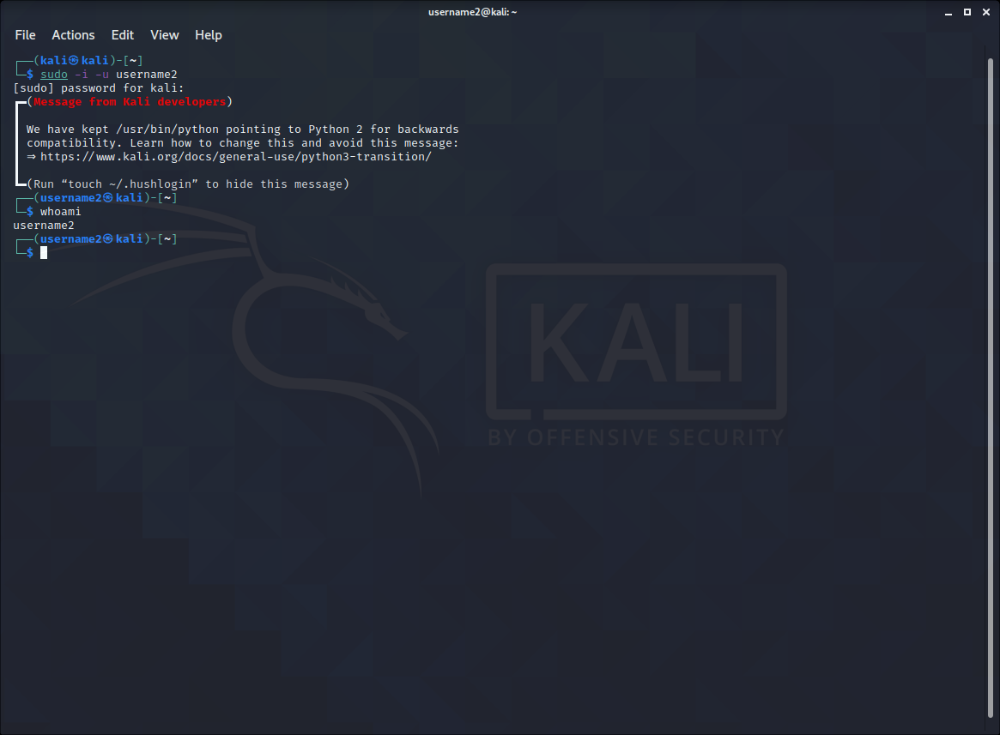 username2@kali: ~
File Actions Edit View Help
┌──(kali㉿kali)-[~]
└─$ sudo -i -u username2
[sudo] password for kali:
┏━(Message from Kali developers)
┃
┃ We have kept /usr/bin/python pointing to Python 2 for backwards
┃ compatibility. Learn how to change this and avoid this message:
┃ ⇒ https://www.kali.org/docs/general-use/python3-transition/
┃
┗━(Run “touch ~/.hushlogin” to hide this message)
┌──(username2㉿kali)-[~]
└─$ whoami
username2
┌──(username2㉿kali)-[~]
└─$
KALI
BY OFFENSIVE SECURITY